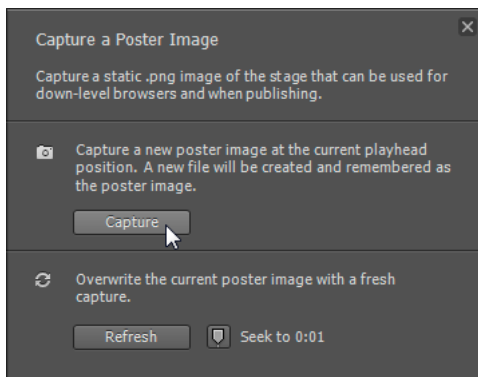 Capture a Poster Image
Capture a static .png image of the stage that can be used for
down-level browsers and when publishing.
Capture a new poster image at the current playhead
position. A new file will be created and remembered as
the poster image.
Capture
Overwrite the current poster image with a fresh
capture.
Refresh
Seek to 0:01